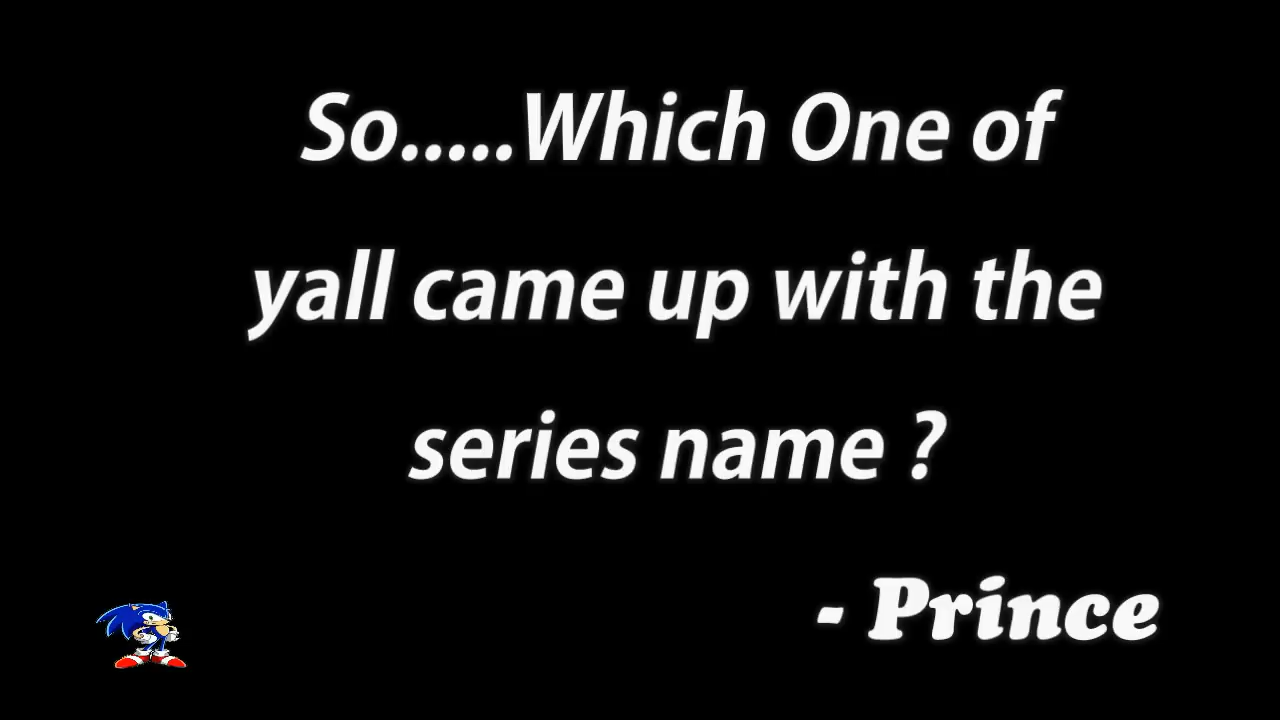 So.....Which One of
yall came up with the
series name ?
- Prince